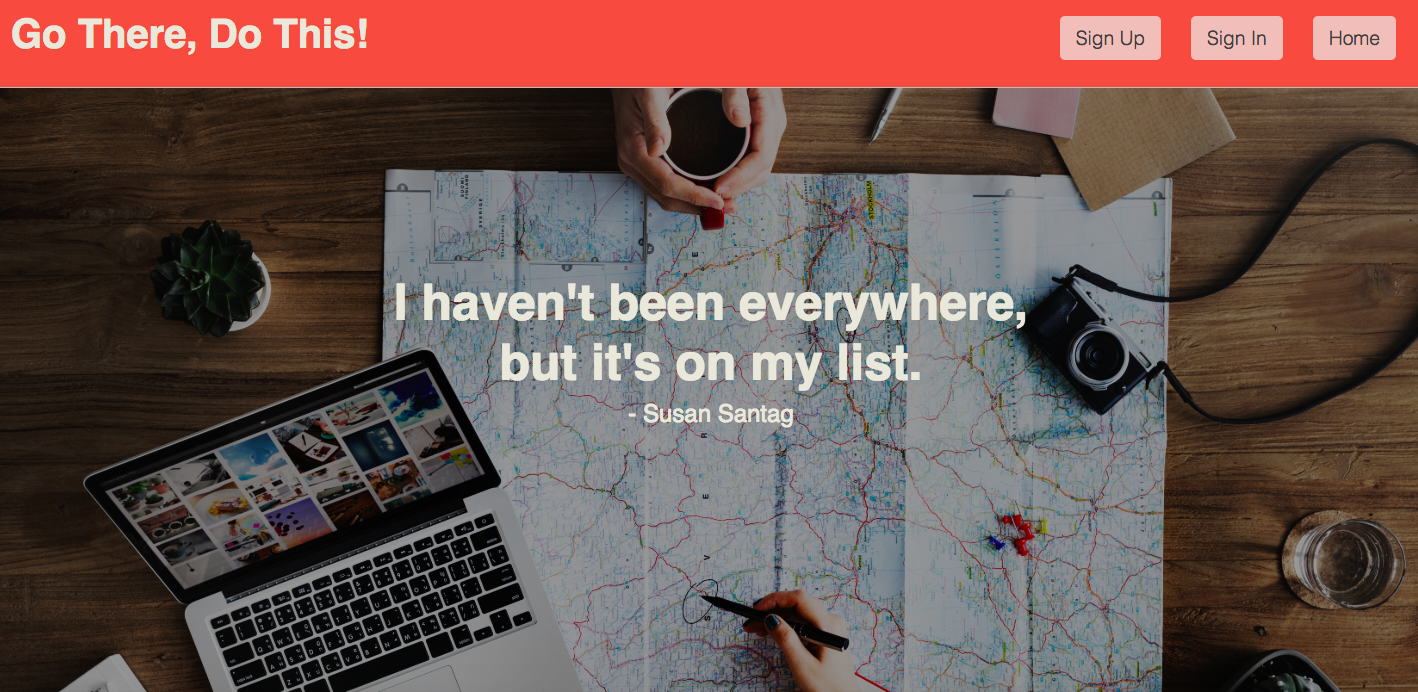 Go There, Do This!
Sign Up
Sign In
Home
I haven't been everywhere,
but it's on my list.
- Susan Santag
STOCKHOLM